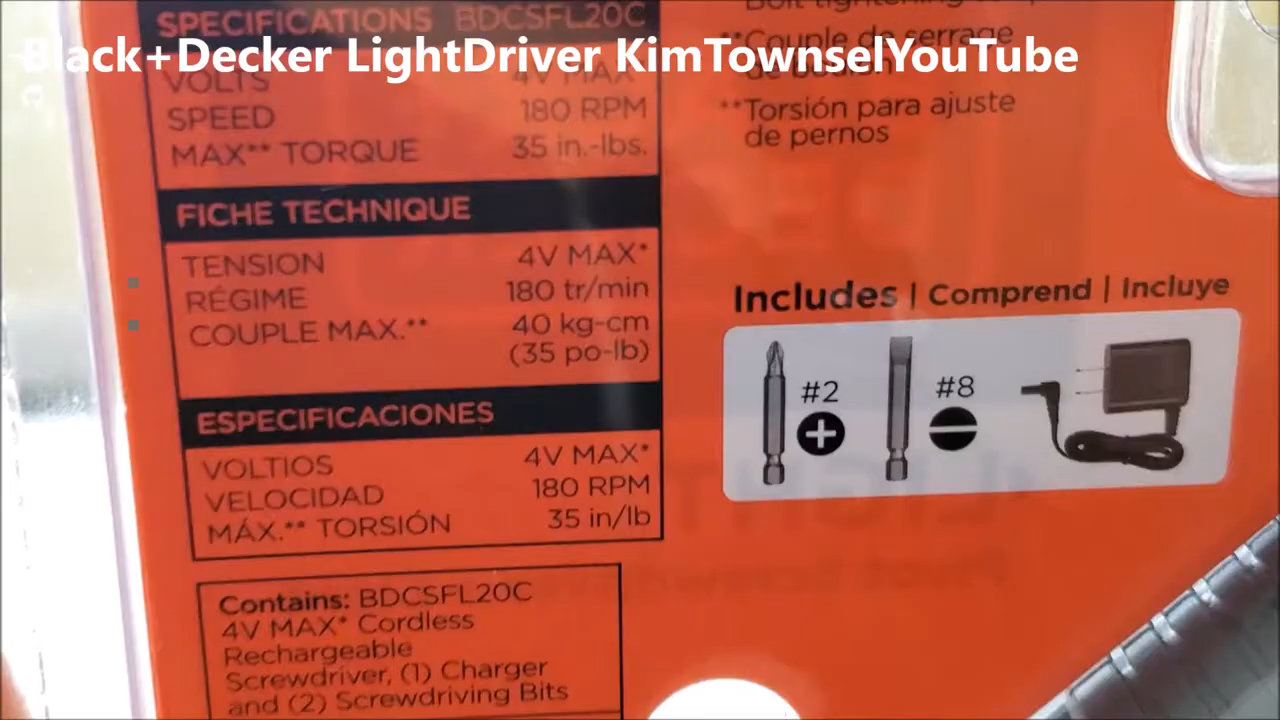 Black+Decker LightDriver KimTownselYouTube
SPECIFICATIONS BDCSFL20C
VOLTS 4V MAX*
SPEED 180 RPM
MAX** TORQUE 35 in.-lbs.
FICHE TECHNIQUE
TENSION 4V MAX*
RÉGIME 180 tr/min
COUPLE MAX.** 40 kg-cm
(35 po-lb)
ESPECIFICACIONES
VOLTIOS 4V MAX*
VELOCIDAD 180 RPM
MÁX.** TORSIÓN 35 in/lb
Contains: BDCSFL20C
4V MAX* Cordless
Rechargeable
Screwdriver, (1) Charger
and (2) Screwdriving Bits
Bolt tightening
**Couple de serrage
de boulon
**Torsión para ajuste
de pernos
Includes | Comprend | Incluye
#2 #8